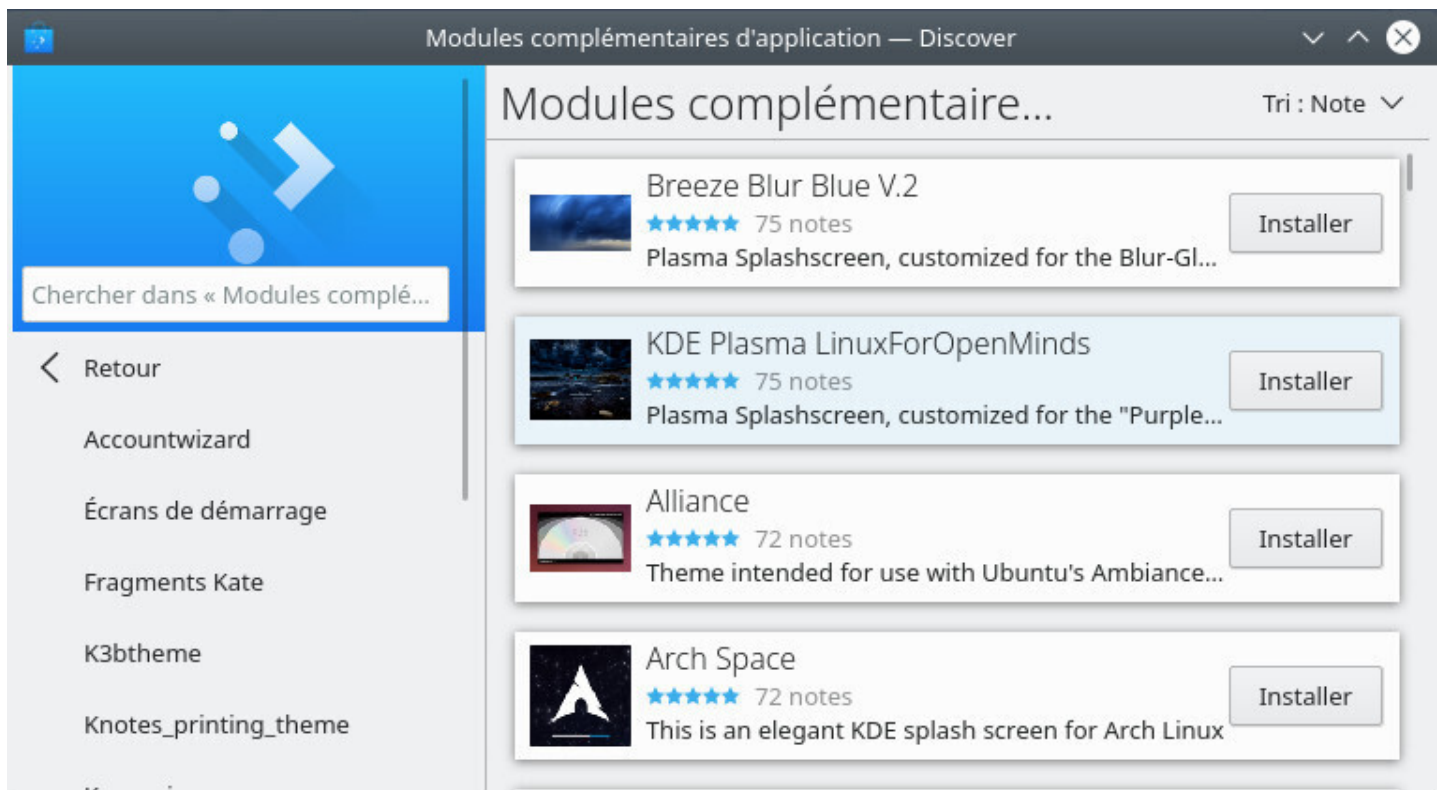 Modules complémentaires d'application — Discover
Chercher dans « Modules complé...
Retour
Accountwizard
Écrans de démarrage
Fragments Kate
K3btheme
Knotes_printing_theme
Modules complémentaire...
Tri : Note
Breeze Blur Blue V.2
75 notes
Plasma Splashscreen, customized for the Blur-Gl...
Installer
KDE Plasma LinuxForOpenMinds
75 notes
Plasma Splashscreen, customized for the "Purple...
Installer
Alliance
72 notes
Theme intended for use with Ubuntu's Ambiance...
Installer
Arch Space
72 notes
This is an elegant KDE splash screen for Arch Linux
Installer